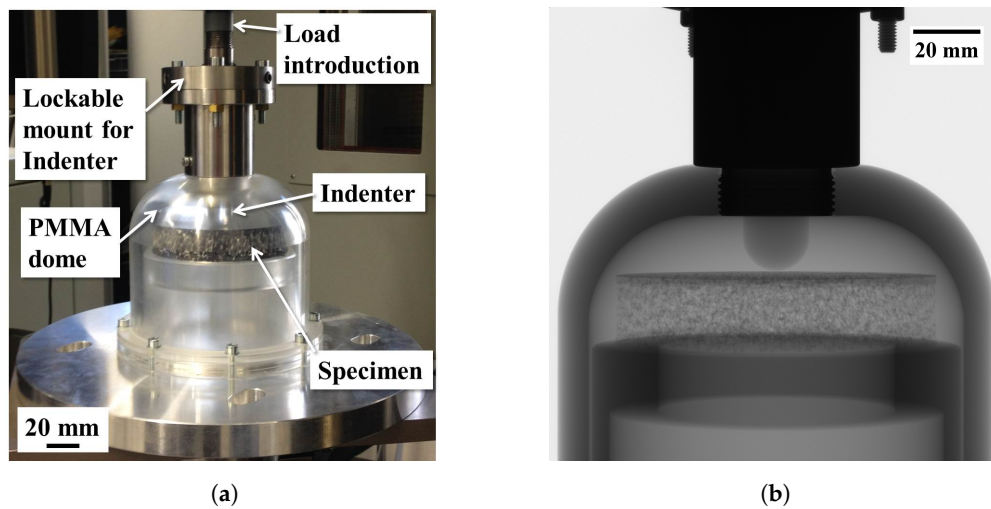 Load
introduction
Lockable
mount for
Indenter
Indenter
PMMA
dome
Specimen
20 mm
(a)
20 mm
(b)